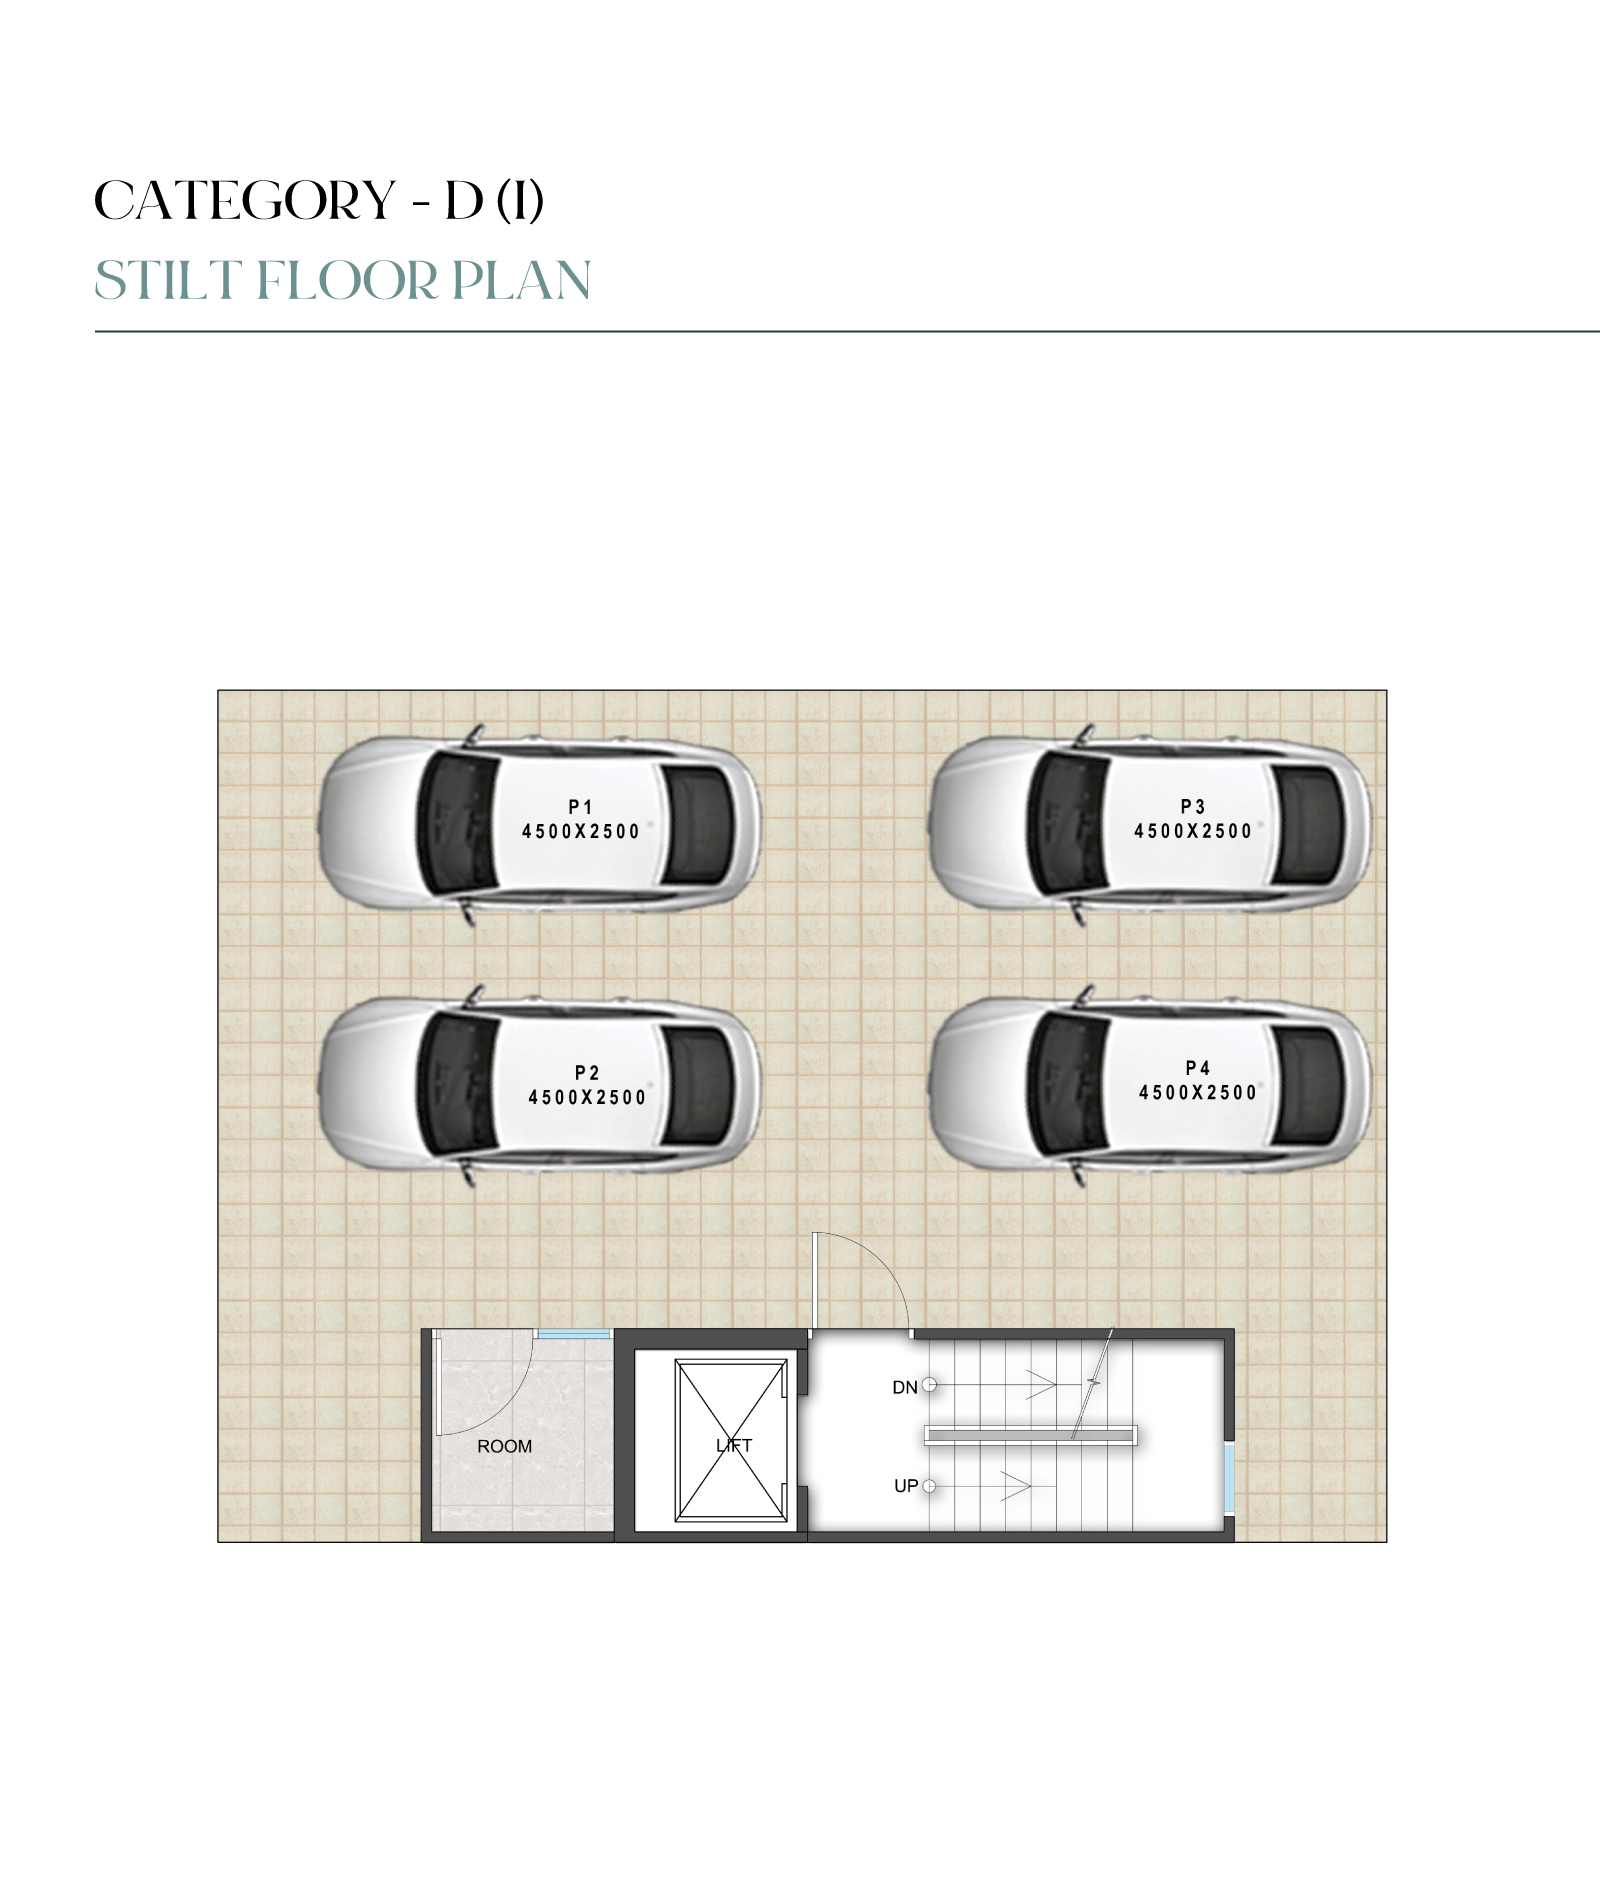 CATEGORY - D (I)
STILT FLOOR PLAN
P1
4500X2500
P3
4500X2500
P2
4500X2500
P4
4500X2500
DN
ROOM
LIFT
UP